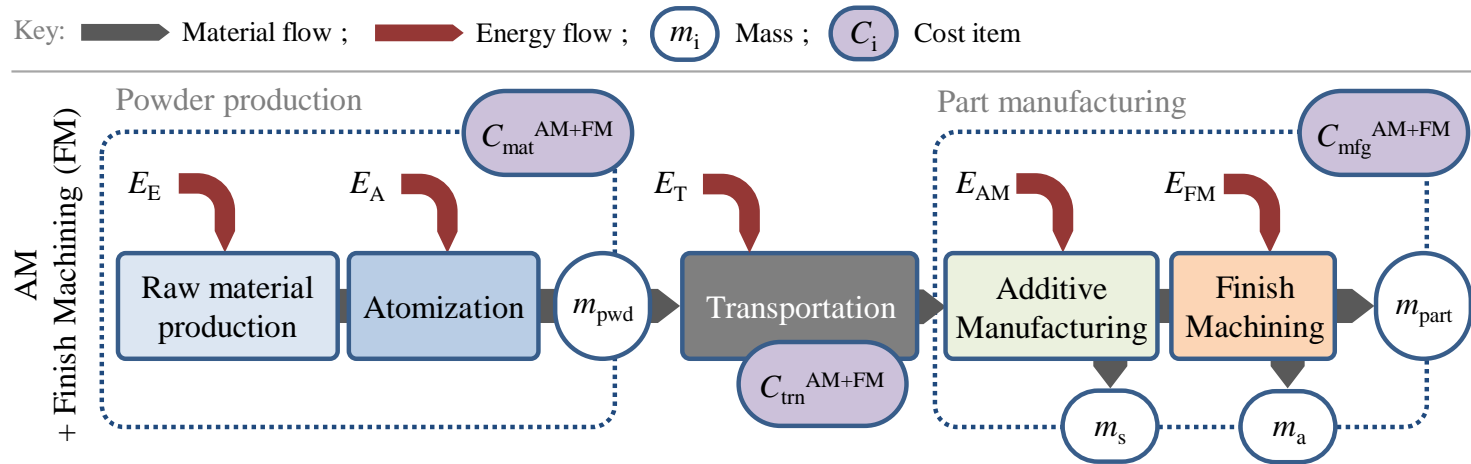 Key: Material flow ; Energy flow ; m_i Mass ; C_i Cost item
AM
+ Finish Machining (FM)
Powder production
Part manufacturing
C_mat^AM+FM
C_mfg^AM+FM
E_E
E_A
E_T
E_AM
E_FM
Raw material
production
Atomization
m_pwd
Transportation
Additive
Manufacturing
Finish
Machining
m_part
C_trn^AM+FM
m_s
m_a